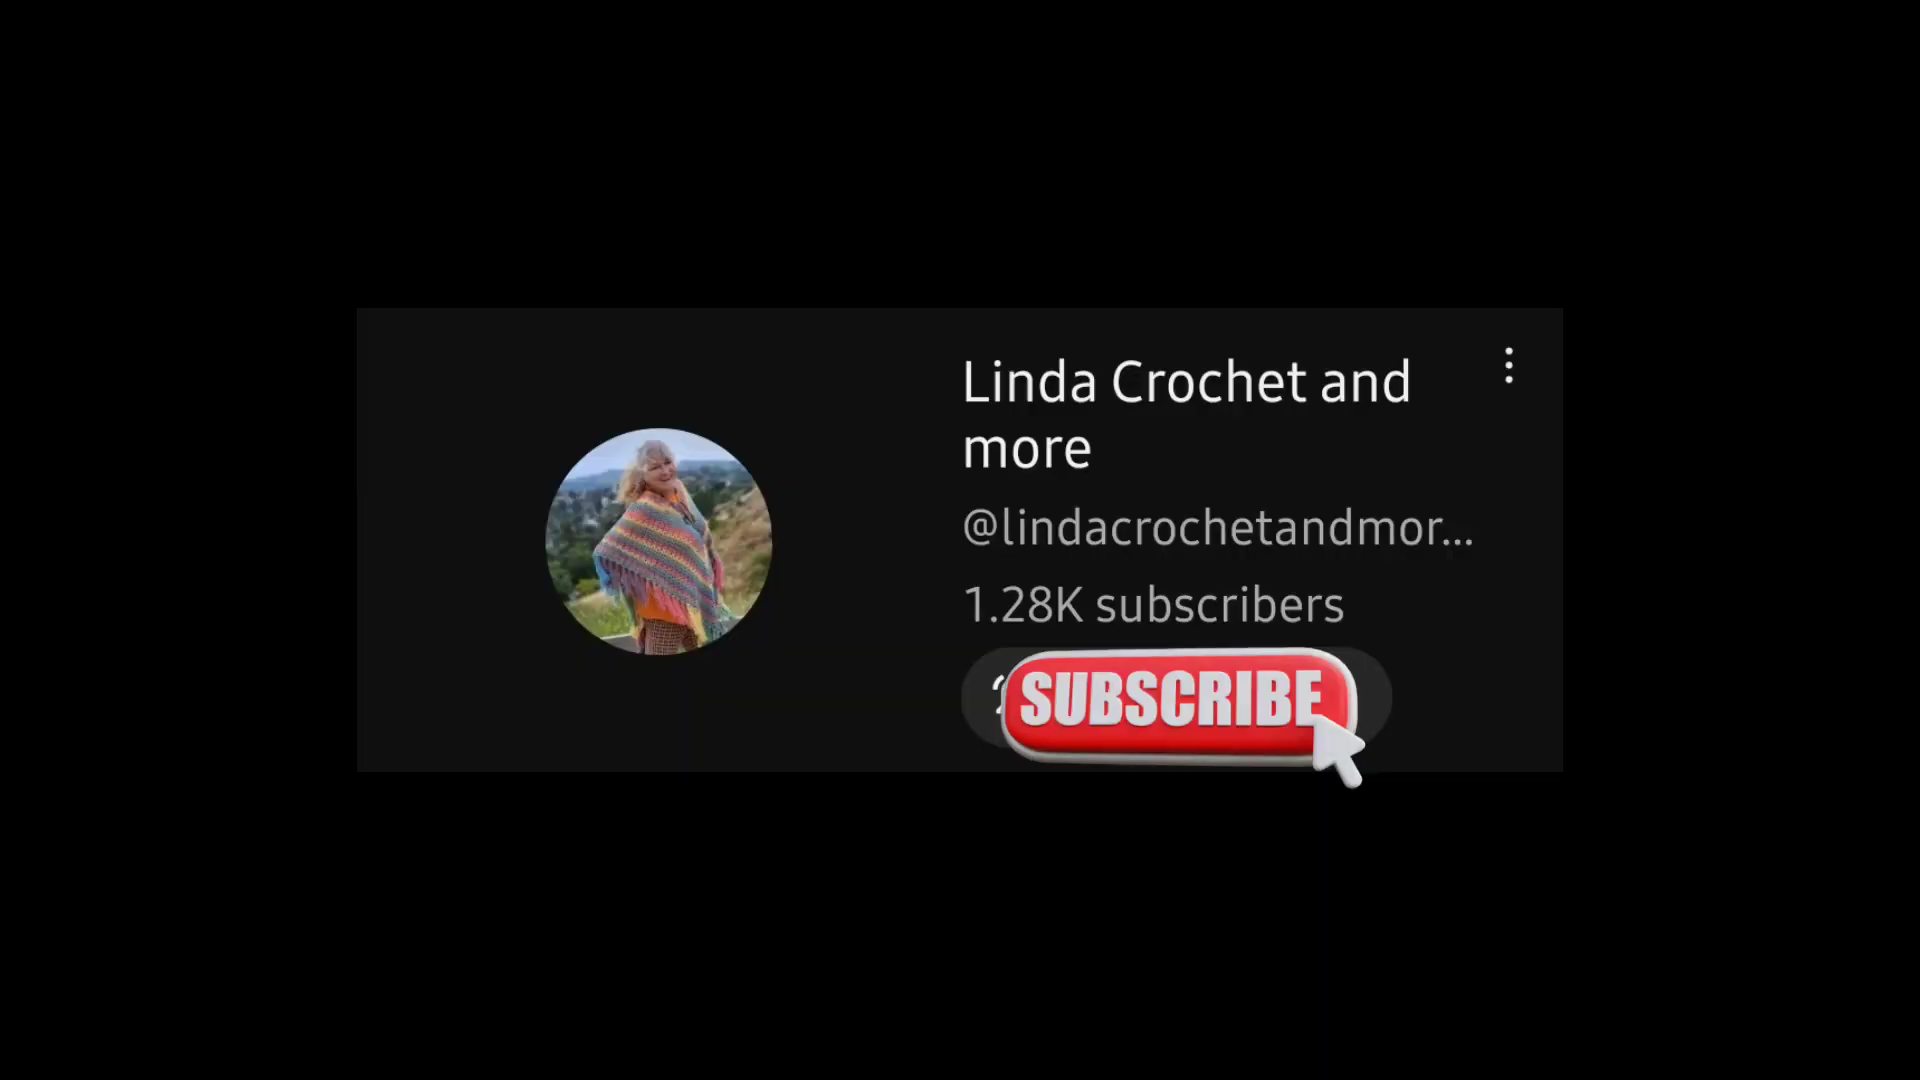 Linda Crochet and
more
@lindacrochetandmor...
1.28K subscribers
SUBSCRIBE